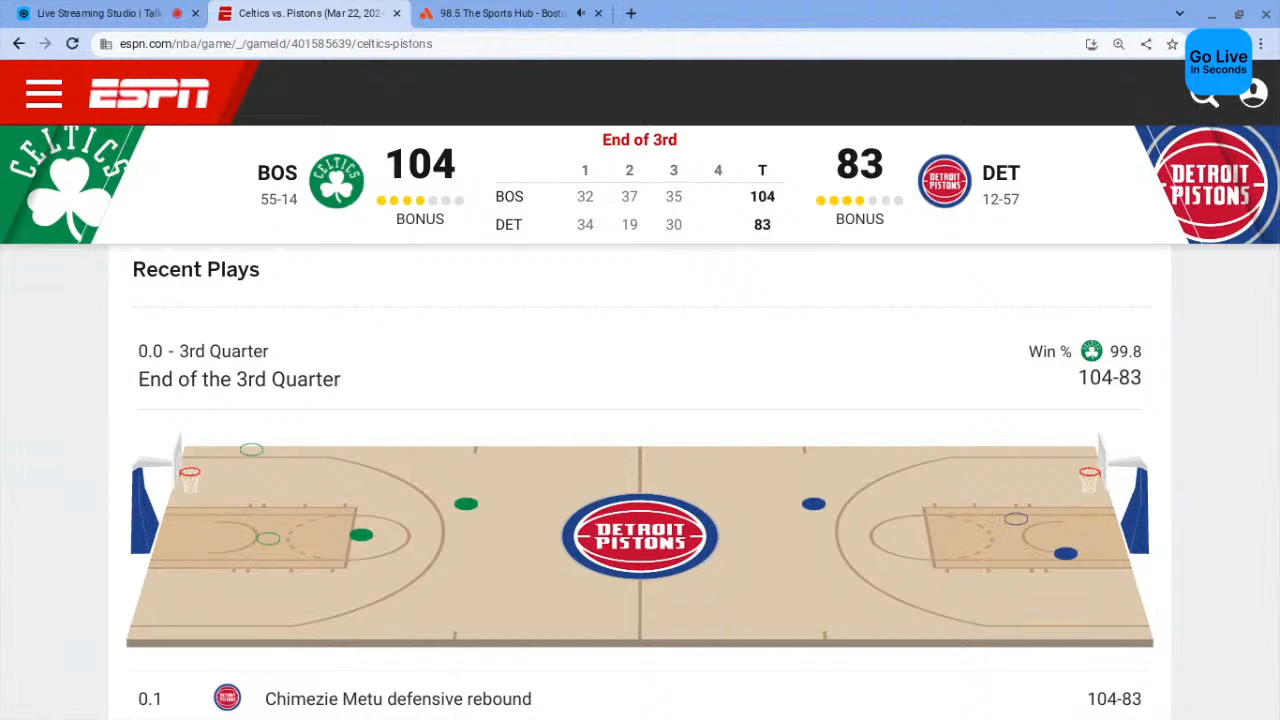 Live Streaming Studio | Talk
Celtics vs. Pistons (Mar 22, 2024
98.5 The Sports Hub - Bosto
espn.com/nba/game/_/gameId/401585639/celtics-pistons
Go Live
In Seconds
ESPN
CELTICS
BOS
55-14
CELTICS
104
BONUS
End of 3rd
1 2 3 4 T
BOS 32 37 35 104
DET 34 19 30 83
83
BONUS
DETROIT
PISTONS
DET
12-57
DETROIT
PISTONS
Recent Plays
0.0 - 3rd Quarter
End of the 3rd Quarter
Win % 99.8
104-83
DETROIT
PISTONS
0.1 Chimezie Metu defensive rebound 104-83